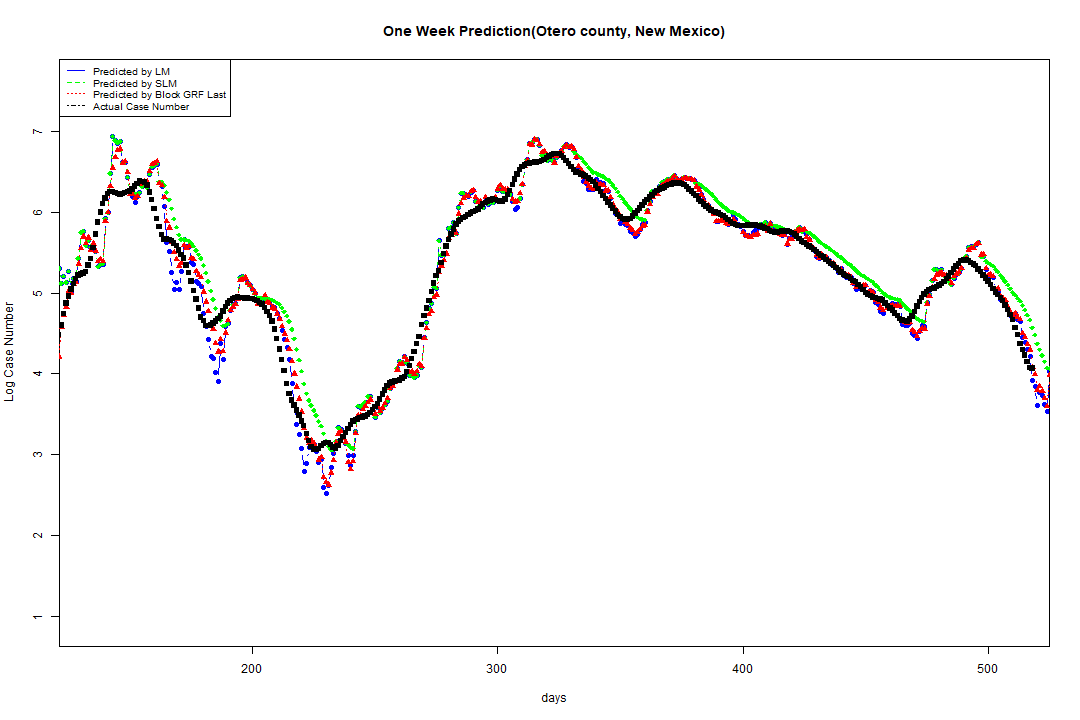 One Week Prediction(Otero county, New Mexico)
Predicted by LM
Predicted by SLM
Predicted by Block GRF Last
Actual Case Number
Log Case Number
7
6
5
4
3
2
1
200
300
400
500
days